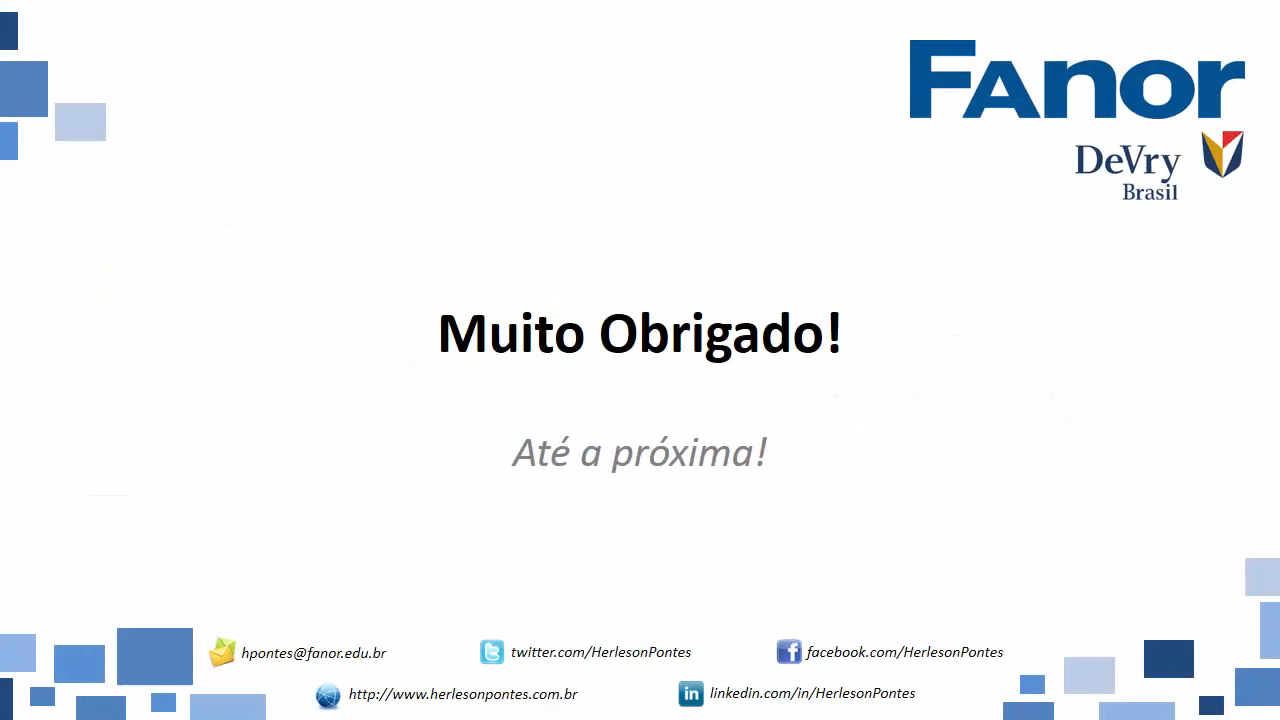 Fanor
DeVry
Brasil
Muito Obrigado!
Até a próxima!
hpontes@fanor.edu.br
twitter.com/HerlesonPontes
facebook.com/HerlesonPontes
http://www.herlesonpontes.com.br
linkedin.com/in/HerlesonPontes